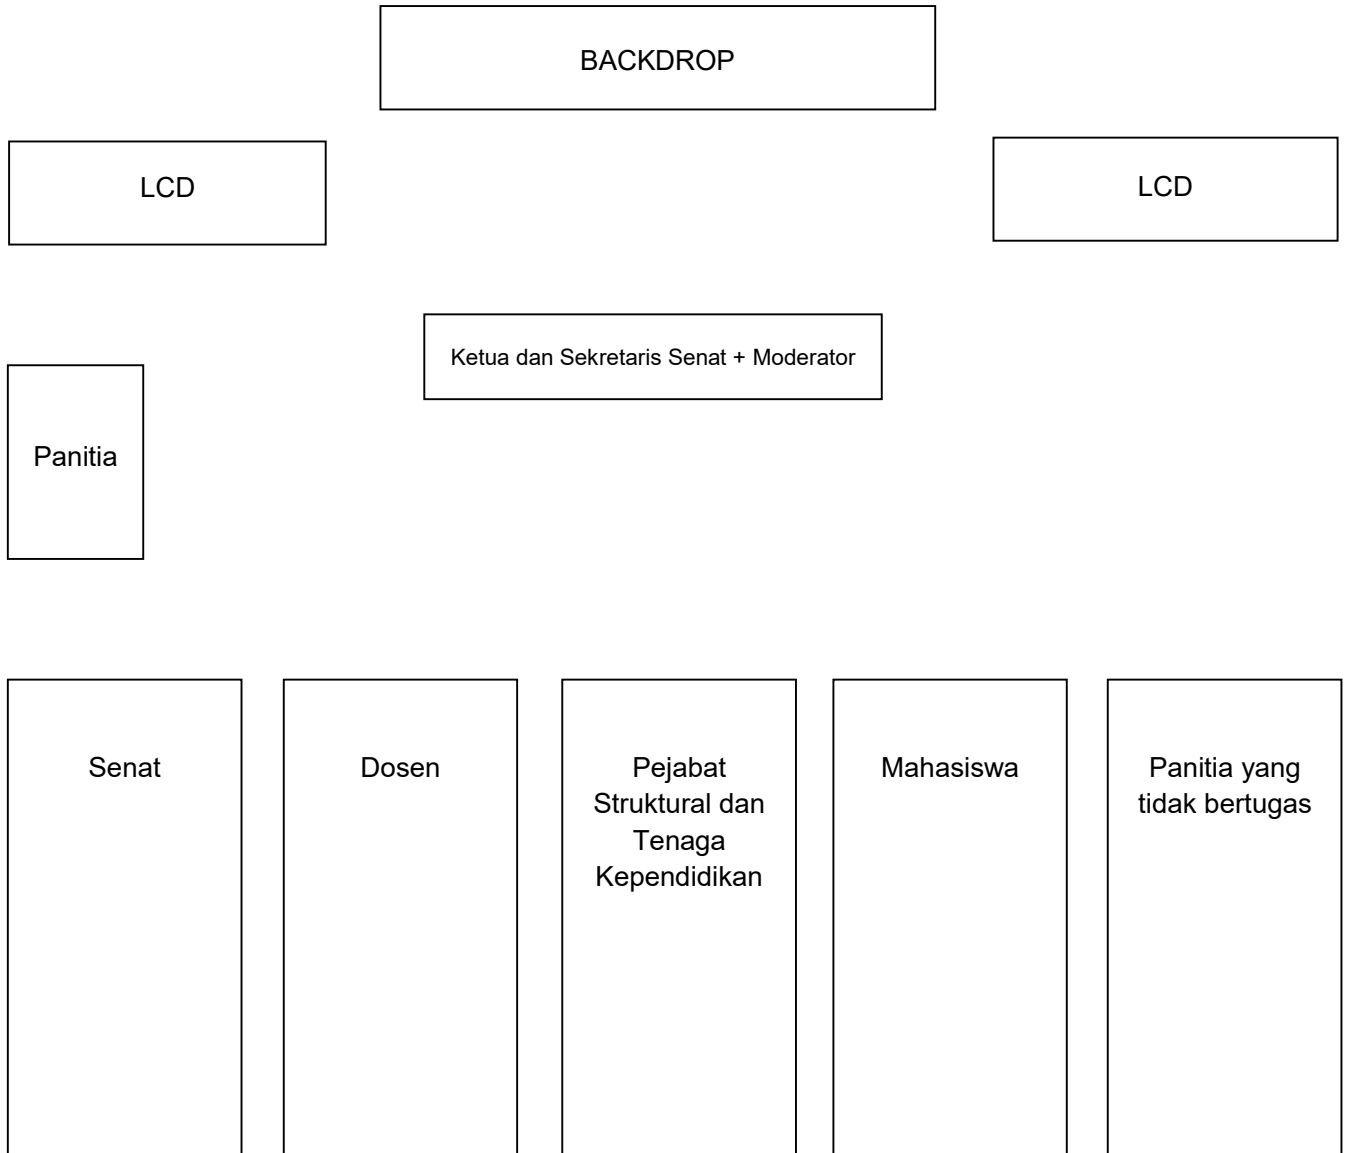 BACKDROP
LCD
LCD
Ketua dan Sekretaris Senat + Moderator
Panitia
Senat
Dosen
Pejabat
Struktural dan
Tenaga
Kependidikan
Mahasiswa
Panitia yang
tidak bertugas